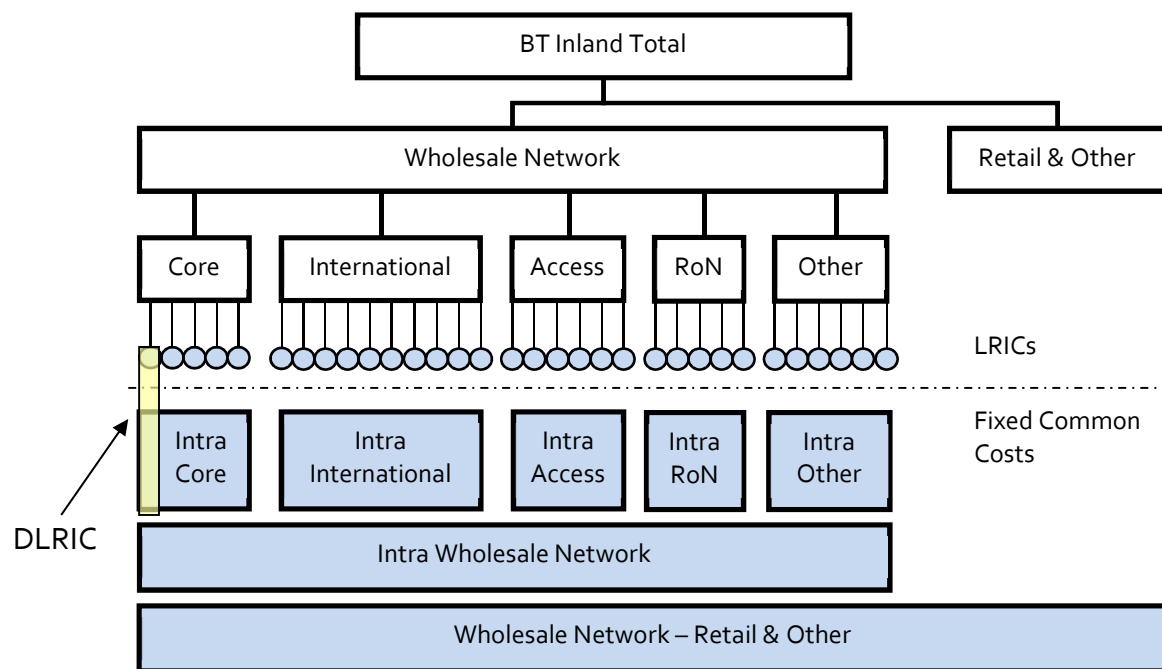 BT Inland Total
Wholesale Network
Retail & Other
Core
International
Access
RoN
Other
LRICs
Fixed Common
Costs
Intra
Core
Intra
International
Intra
Access
Intra
RoN
Intra
Other
DLRIC
Intra Wholesale Network
Wholesale Network – Retail & Other